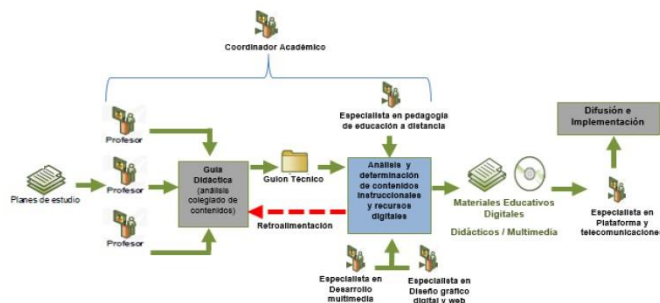 Coordinador Académico
Especialista en pedagogía
de educación a distancia
Profesor
Profesor
Profesor
Planes de estudio
Guía
Didáctica
(análisis
colegiado de
contenidos)
Guion Técnico
Retroalimentación
Análisis y
determinación
de contenidos
instruccionales
y recursos
digitales
Especialista en
Desarrollo
multimedia
Especialista en
Diseño gráfico
digital y web
Materiales Educativos
Digitales
Didàcticos / Multimedia
Difusión e
Implementación
Especialista en
Plataforma y
telecomunicaciones